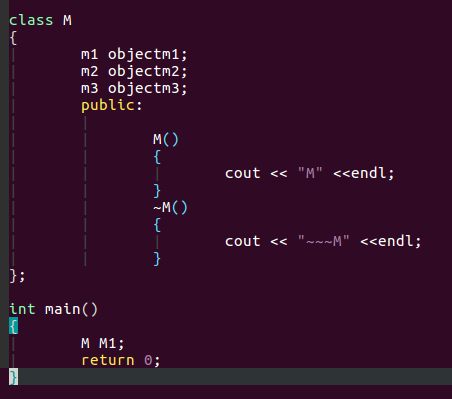 class M
{
m1 objectm1;
m2 objectm2;
m3 objectm3;
public:
M()
{
cout << "M" <<endl;
}
~M()
{
cout << "~~~M" <<endl;
}
};
int main()
{
M M1;
return 0;
}